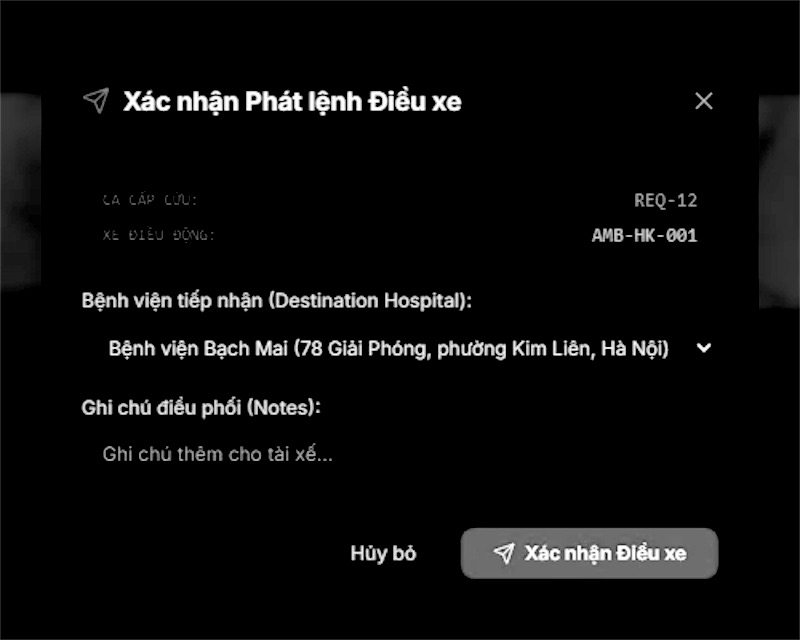 Xác nhận Phát lệnh Điều xe
CA CẤP CỨU: REQ-12
XE ĐIỀU ĐỘNG: AMB-HK-001
Bệnh viện tiếp nhận (Destination Hospital):
Bệnh viện Bạch Mai (78 Giải Phóng, phường Kim Liên, Hà Nội)
Ghi chú điều phối (Notes):
Ghi chú thêm cho tài xế...
Hủy bỏ
Xác nhận Điều xe